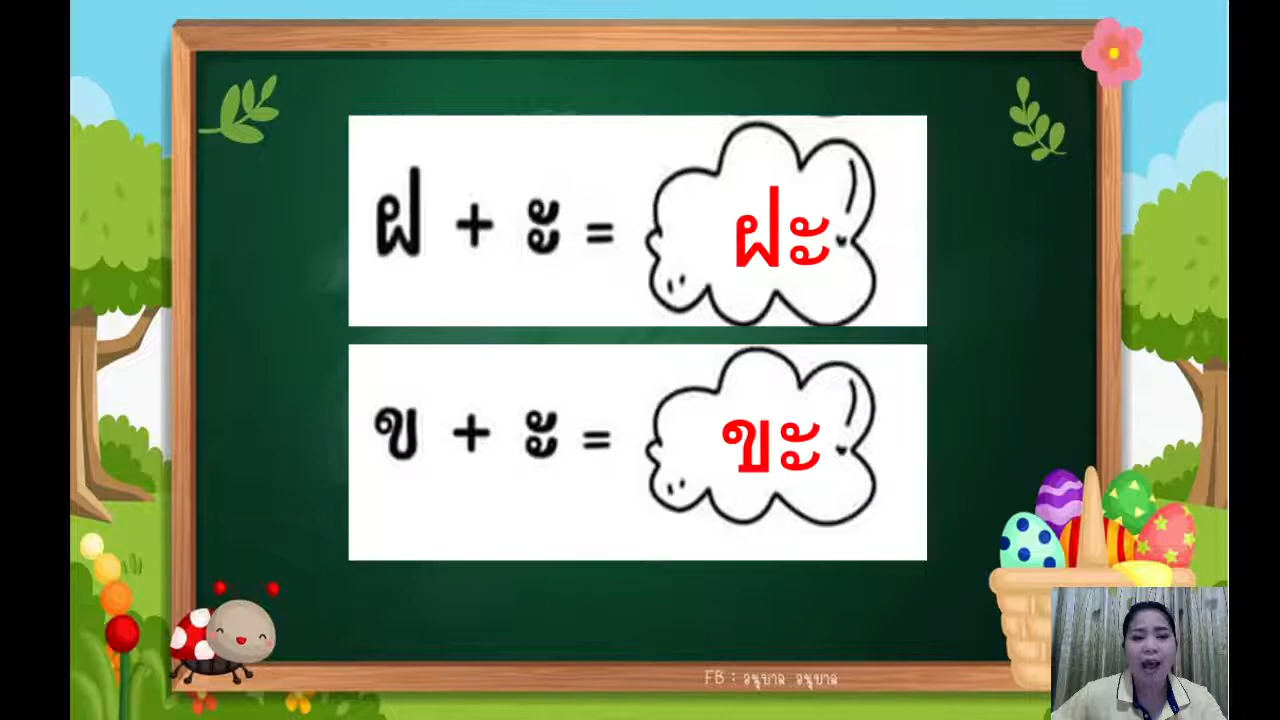 ฝ + ะ = ฝะ
ข + ะ = ขะ
FB : อนุบาล อนุบาล